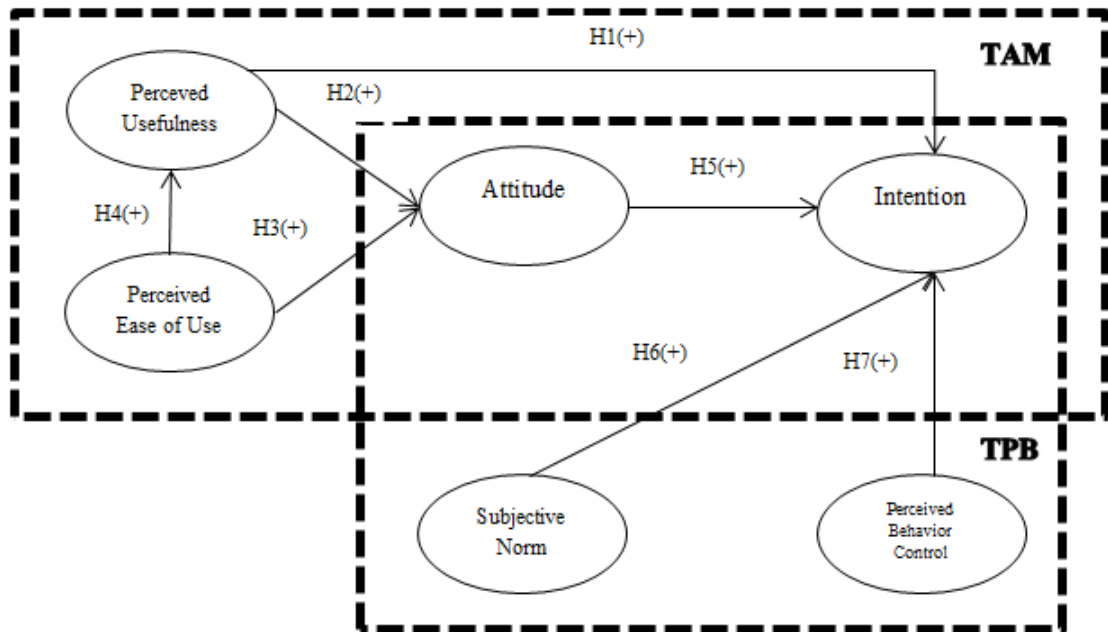 H1(+)
TAM
Perceved
Usefulness
H2(+)
Attitude
H5(+)
Intention
H4(+)
H3(+)
Perceived
Ease of Use
H6(+)
H7(+)
TPB
Subjective
Norm
Perceived
Behavior
Control